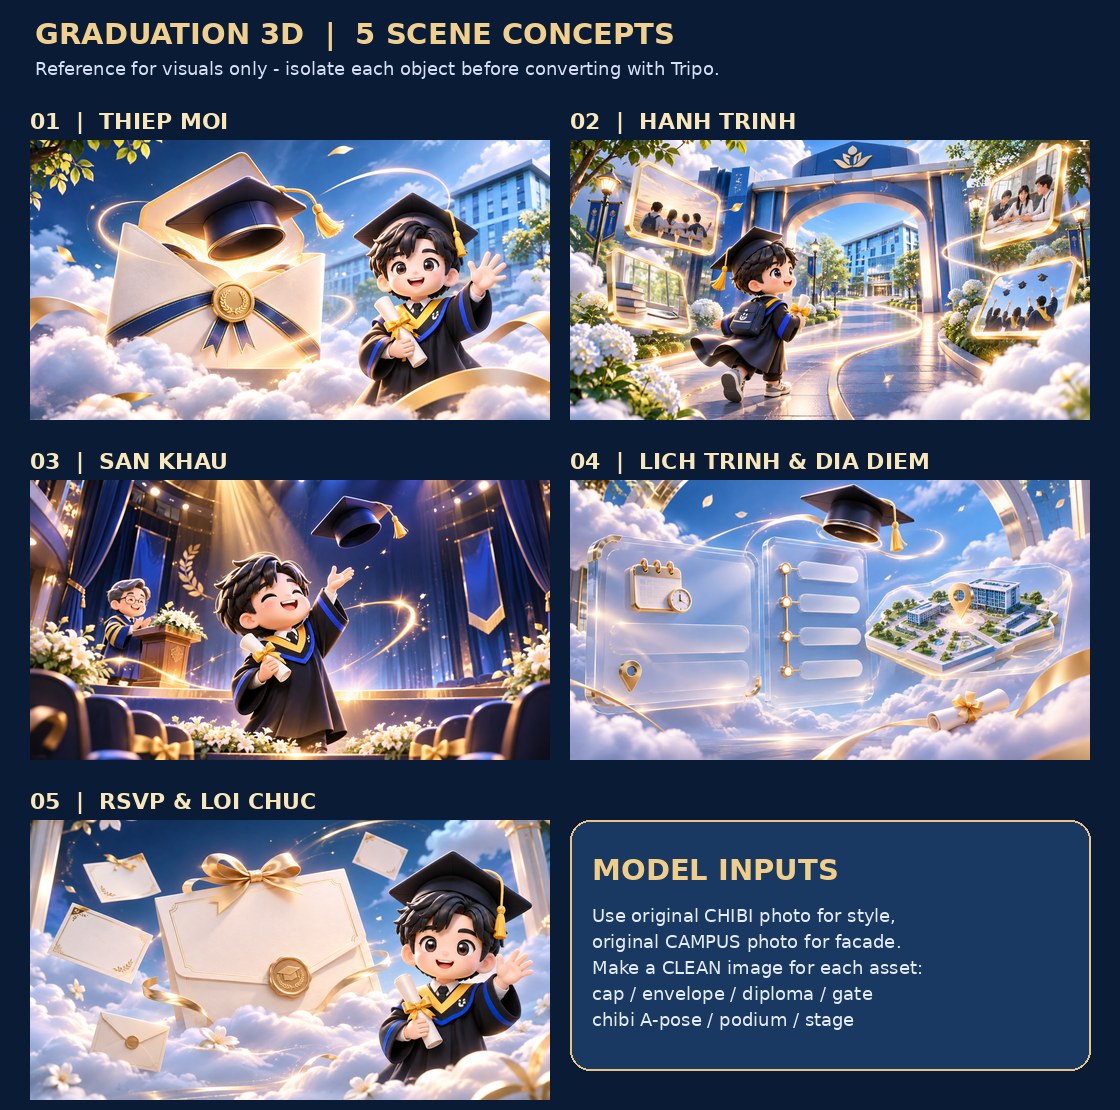 GRADUATION 3D | 5 SCENE CONCEPTS
Reference for visuals only - isolate each object before converting with Tripo.
01 | THIEP MOI
02 | HANH TRINH
03 | SAN KHAU
04 | LICH TRINH & DIA DIEM
05 | RSVP & LOI CHUC
MODEL INPUTS
Use original CHIBI photo for style,
original CAMPUS photo for facade.
Make a CLEAN image for each asset:
cap / envelope / diploma / gate
chibi A-pose / podium / stage